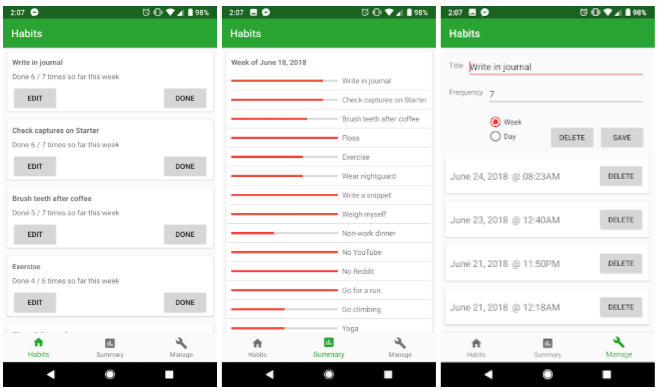 2:07
98%
Habits
Write in journal
Done 6 / 7 times so far this week
EDIT
DONE
Check captures on Starter
Done 6 / 7 times so far this week
EDIT
DONE
Brush teeth after coffee
Done 5 / 7 times so far this week
EDIT
DONE
Exercise
Done 4 / 6 times so far this week
EDIT
DONE
Habits
Summary
Manage
2:07
98%
Habits
Week of June 18, 2018
Write in journal
Check captures on Starter
Brush teeth after coffee
Floss
Exercise
Wear nightguard
Write a snippet
Weigh myself
Non-work dinner
No YouTube
No Reddit
Go for a run
Go climbing
Yoga
Habits
Summary
Manage
2:07
98%
Habits
Title Write in journal
Frequency 7
Week
Day
DELETE
SAVE
June 24, 2018 @ 08:23AM
DELETE
June 23, 2018 @ 12:40AM
DELETE
June 21, 2018 @ 11:50PM
DELETE
June 21, 2018 @ 12:18AM
DELETE
Habits
Summary
Manage